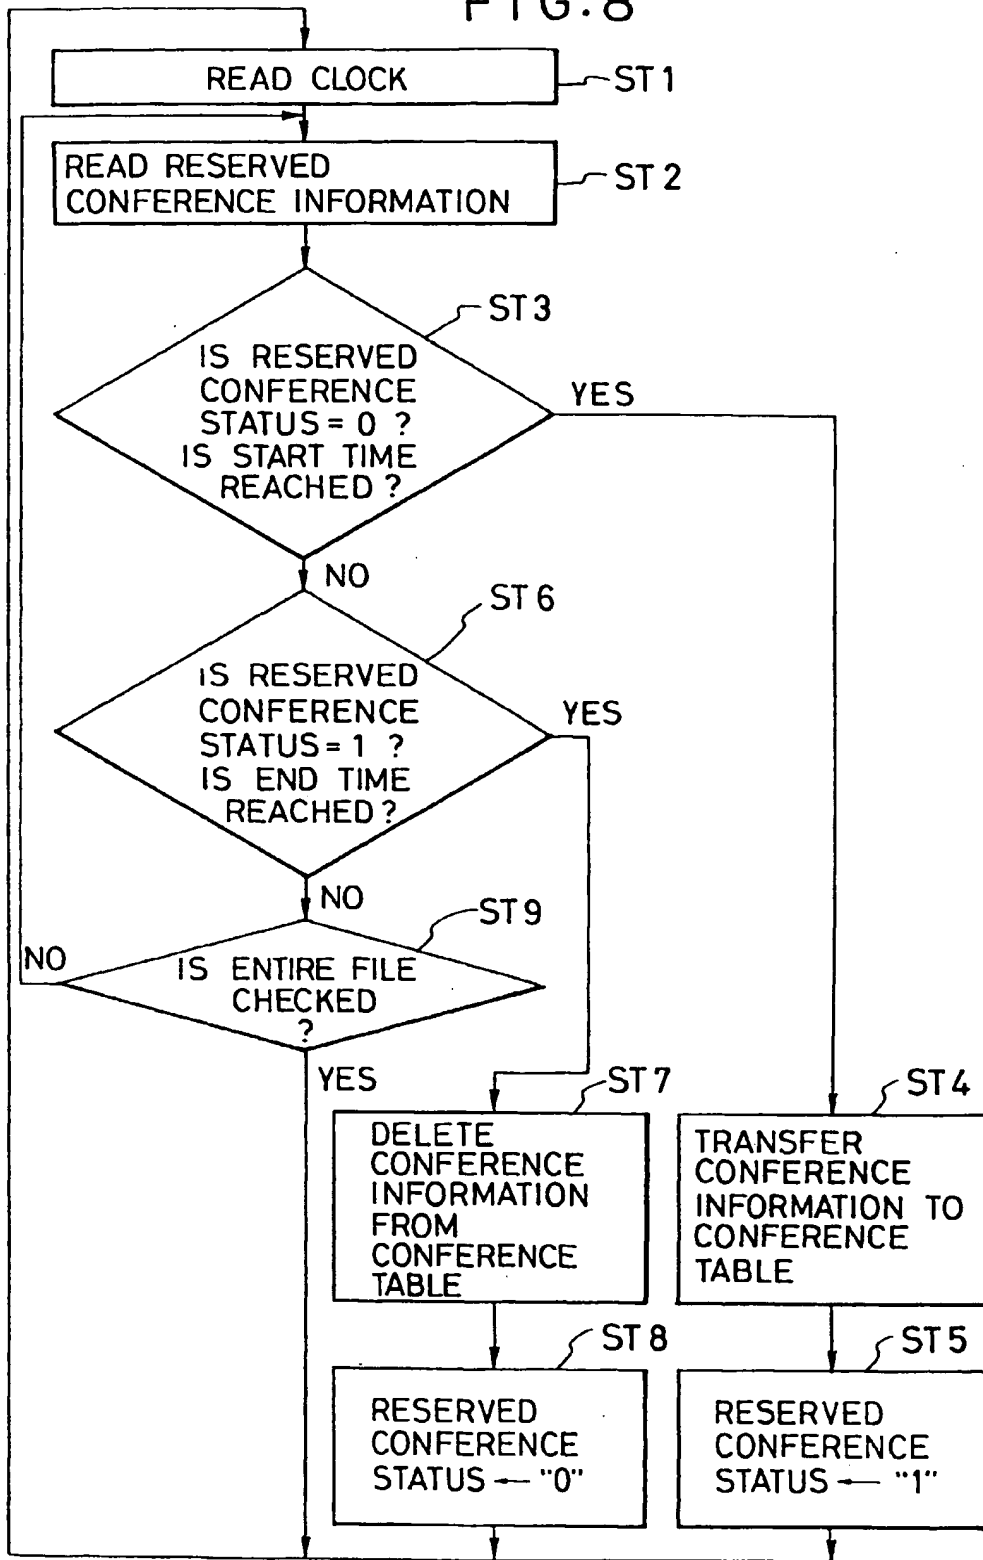 FIG.8
READ CLOCK
ST1
READ RESERVED
CONFERENCE INFORMATION
ST2
ST3
IS RESERVED
CONFERENCE
STATUS = 0 ?
IS START TIME
REACHED ?
YES
NO
ST6
IS RESERVED
CONFERENCE
STATUS = 1 ?
IS END TIME
REACHED ?
YES
NO
ST9
NO
IS ENTIRE FILE
CHECKED
?
YES
ST7
DELETE
CONFERENCE
INFORMATION
FROM
CONFERENCE
TABLE
ST4
TRANSFER
CONFERENCE
INFORMATION TO
CONFERENCE
TABLE
ST8
RESERVED
CONFERENCE
STATUS ← "0"
ST5
RESERVED
CONFERENCE
STATUS ← "1"